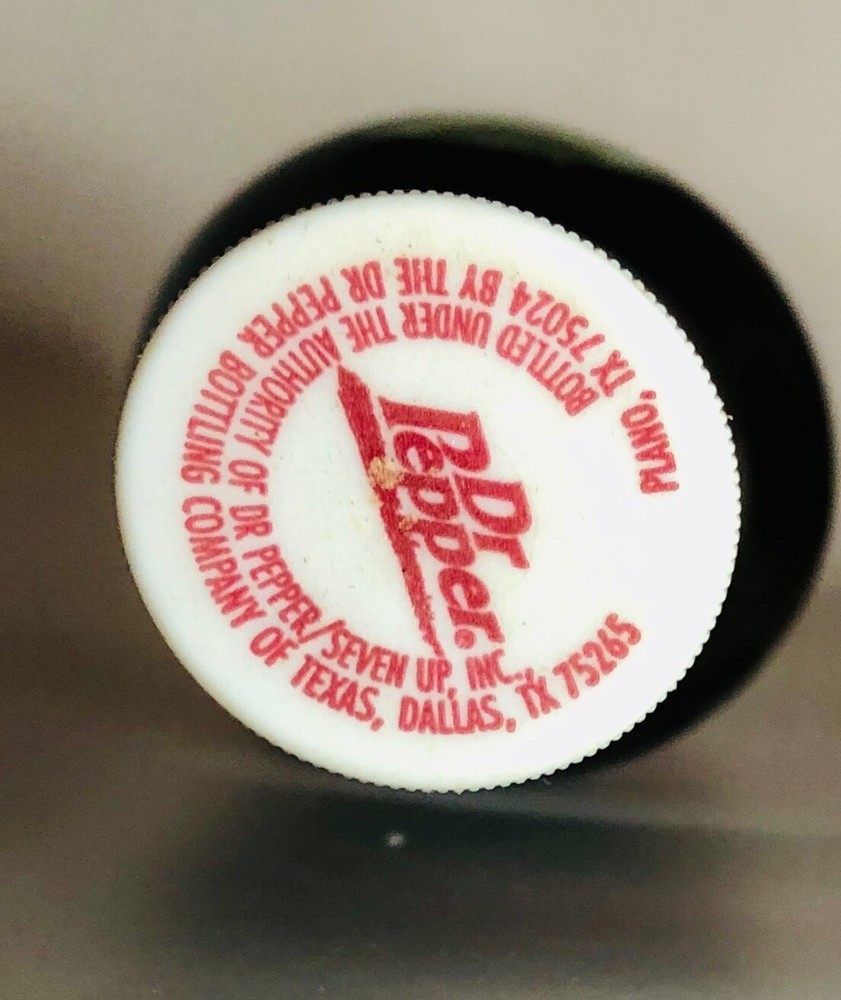 Dr
Pepper®
BOTTLED UNDER THE AUTHORITY OF DR PEPPER/SEVEN UP, INC.,
PLANO, TX 75024 BY THE DR PEPPER BOTTLING COMPANY OF TEXAS, DALLAS, TX 75265